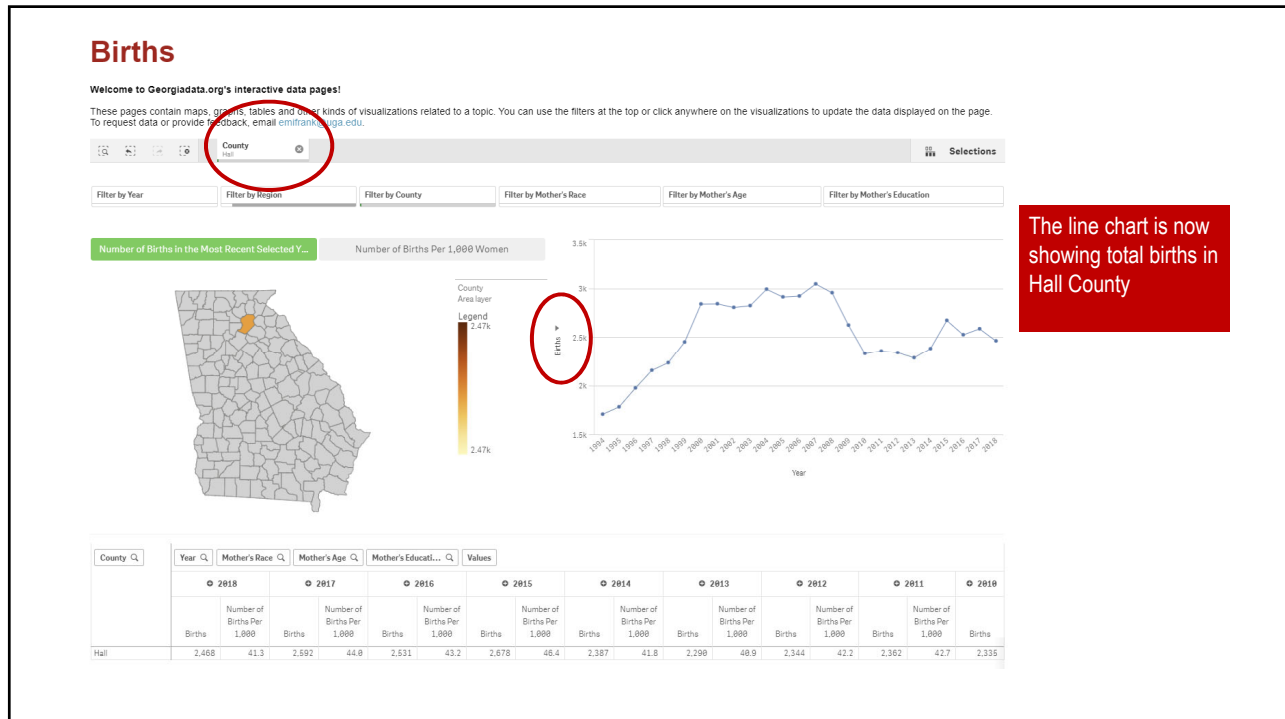 Births
Welcome to Georgiadata.org's interactive data pages!
These pages contain maps, graphs, tables and other kinds of visualizations related to a topic. You can use the filters at the top or click anywhere on the visualizations to update the data displayed on the page.
To request data or provide feedback, email emifrank@uga.edu.
County
Hall
Selections
Filter by Year Filter by Region Filter by County Filter by Mother's Race Filter by Mother's Age Filter by Mother's Education
Number of Births in the Most Recent Selected Y... Number of Births Per 1,000 Women
County
Area layer
Legend
2.47k
2.47k
3.5k
3k
2.5k
2k
1.5k
Births
1994 1995 1996 1997 1998 1999 2000 2001 2002 2003 2004 2005 2006 2007 2008 2009 2010 2011 2012 2013 2014 2015 2016 2017 2018
Year
The line chart is now
showing total births in
Hall County
County Year Mother's Race Mother's Age Mother's Educati... Values
2018 2017 2016 2015 2014 2013 2012 2011 2010
Number of Number of Number of Number of Number of Number of Number of Number of
Births Per Births Per Births Per Births Per Births Per Births Per Births Per Births Per
Births 1,000 Births 1,000 Births 1,000 Births 1,000 Births 1,000 Births 1,000 Births 1,000 Births 1,000 Births
Hall 2,468 41.3 2,592 44.0 2,531 43.2 2,678 46.4 2,387 41.8 2,290 40.9 2,344 42.2 2,362 42.7 2,335